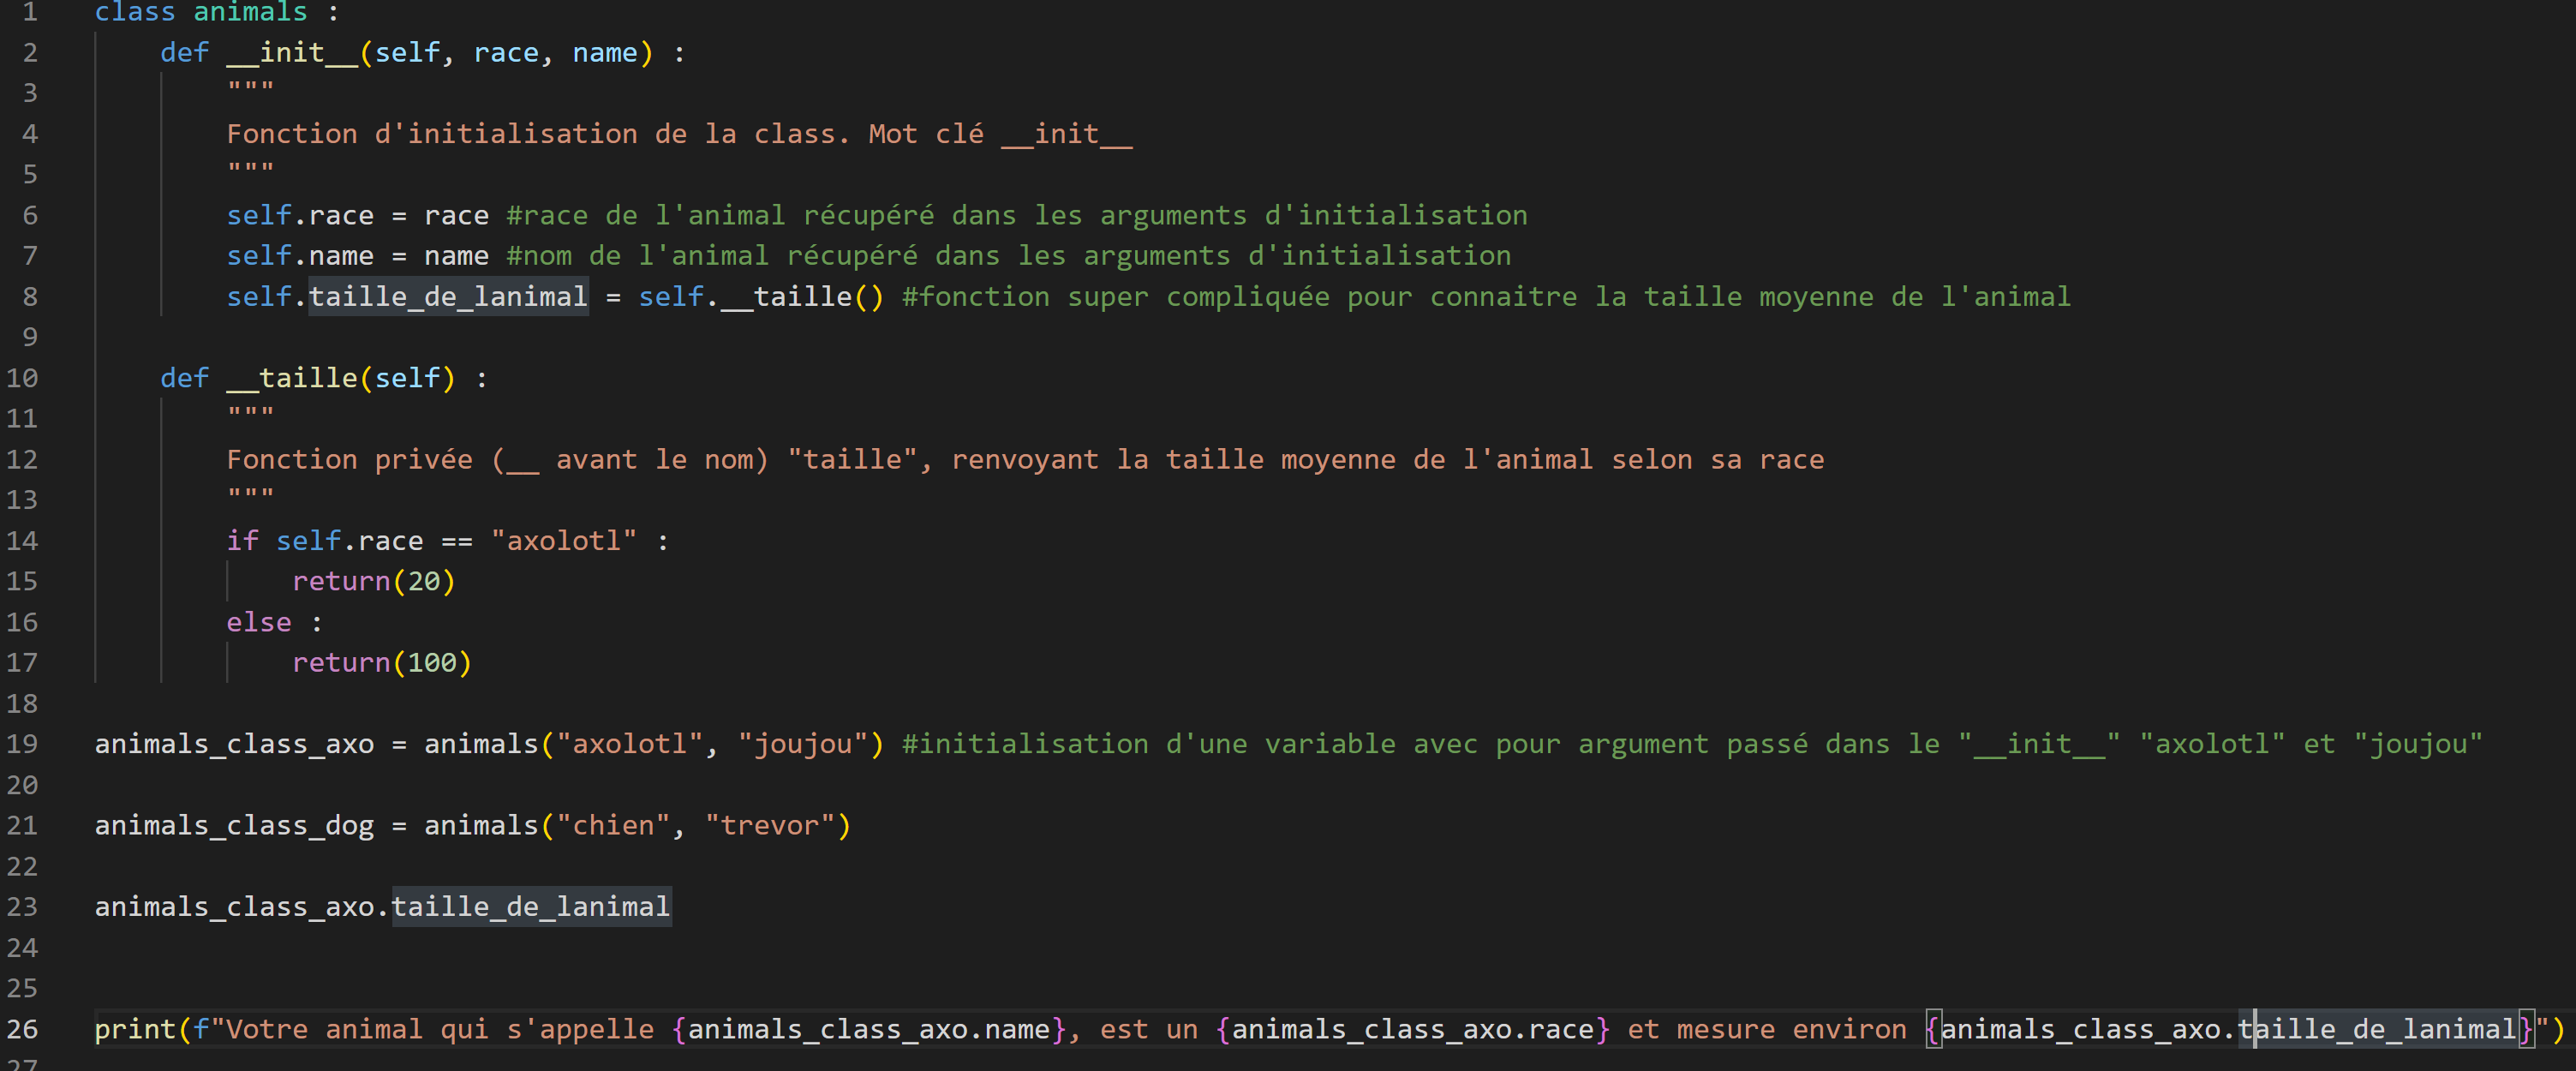 1 class animals :
2 def __init__(self, race, name) :
3 """
4 Fonction d'initialisation de la class. Mot clé __init__
5 """
6 self.race = race #race de l'animal récupéré dans les arguments d'initialisation
7 self.name = name #nom de l'animal récupéré dans les arguments d'initialisation
8 self.taille_de_lanimal = self.__taille() #fonction super compliquée pour connaitre la taille moyenne de l'animal
9
10 def __taille(self) :
11 """
12 Fonction privée (__ avant le nom) "taille", renvoyant la taille moyenne de l'animal selon sa race
13 """
14 if self.race == "axolotl" :
15 return(20)
16 else :
17 return(100)
18
19 animals_class_axo = animals("axolotl", "joujou") #initialisation d'une variable avec pour argument passé dans le "__init__" "axolotl" et "joujou"
20
21 animals_class_dog = animals("chien", "trevor")
22
23 animals_class_axo.taille_de_lanimal
24
25
26 print(f"Votre animal qui s'appelle {animals_class_axo.name}, est un {animals_class_axo.race} et mesure environ {animals_class_axo.taille_de_lanimal}")
27